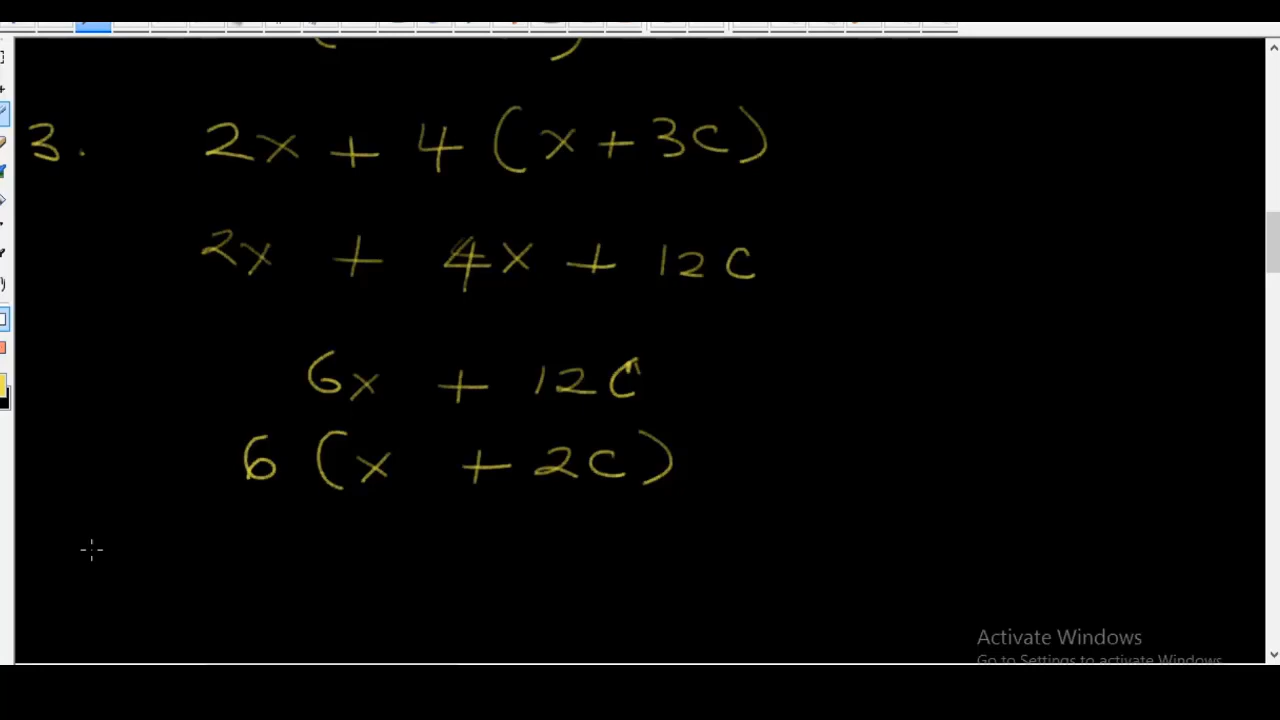 3. 2x + 4 (x + 3c)
2x + 4x + 12c
6x + 12c
6 (x + 2c)
Activate Windows
Go to Settings to activate Windows.